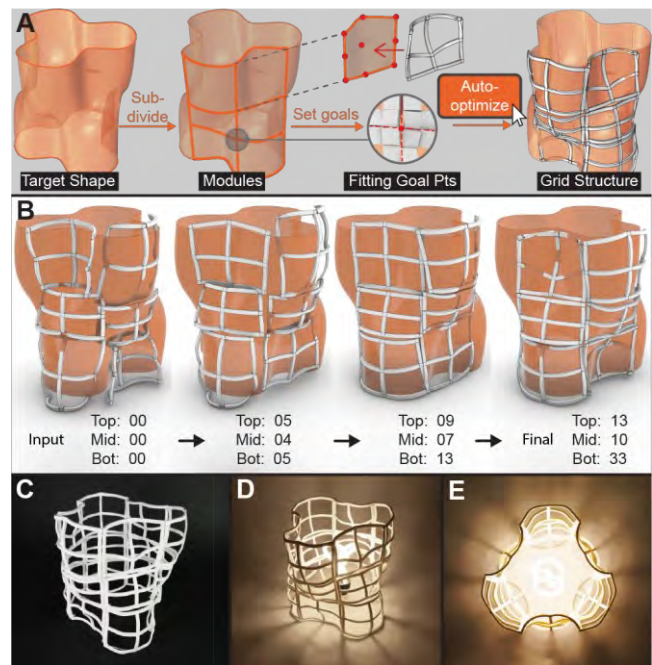 A
Sub-
divide
Set goals
Auto-
optimize
Target Shape
Modules
Fitting Goal Pts
Grid Structure
B
Input
Top: 00
Mid: 00
Bot: 00
Top: 05
Mid: 04
Bot: 05
Top: 09
Mid: 07
Bot: 13
Final
Top: 13
Mid: 10
Bot: 33
C
D
E